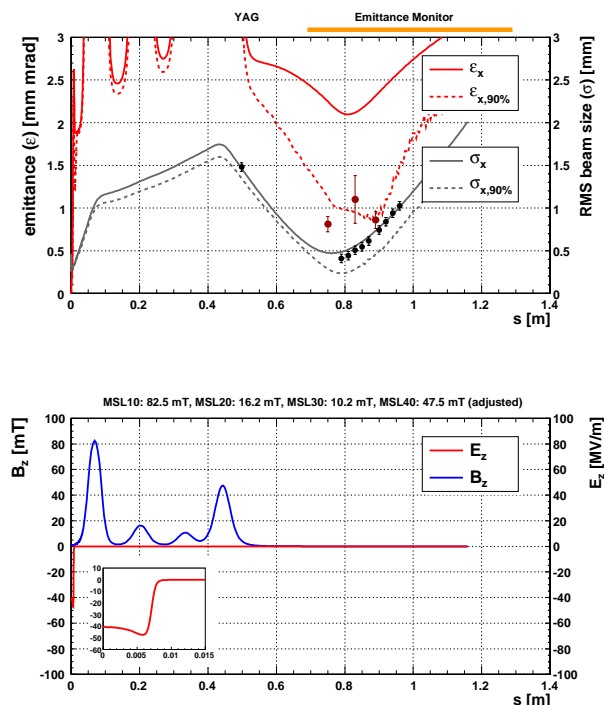 YAG Emittance Monitor
emittance (ε) [mm mrad]
RMS beam size (σ) [mm]
3 3
2.5 2.5
2 2
1.5 1.5
1 1
0.5 0.5
0 0
εx
εx,90%
σx
σx,90%
0 0.2 0.4 0.6 0.8 1 1.2 1.4
s [m]
MSL10: 82.5 mT, MSL20: 16.2 mT, MSL30: 10.2 mT, MSL40: 47.5 mT (adjusted)
Bz [mT]
Ez [MV/m]
100 100
80 80
60 60
40 40
20 20
0 0
-20 -20
-40 -40
-60 -60
-80 -80
-100 -100
Ez
Bz
10
0
-10
-20
-30
-40
-50
-60
0 0.005 0.01 0.015
0 0.2 0.4 0.6 0.8 1 1.2 1.4
s [m]